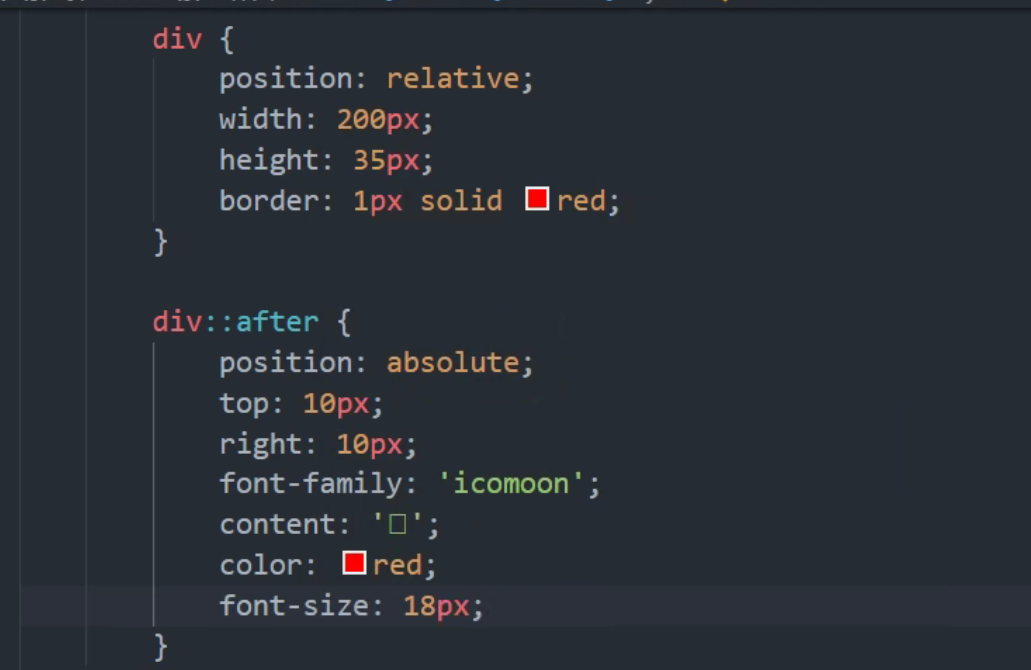 div {
position: relative;
width: 200px;
height: 35px;
border: 1px solid red;
}
div::after {
position: absolute;
top: 10px;
right: 10px;
font-family: 'icomoon';
content: '';
color: red;
font-size: 18px;
}